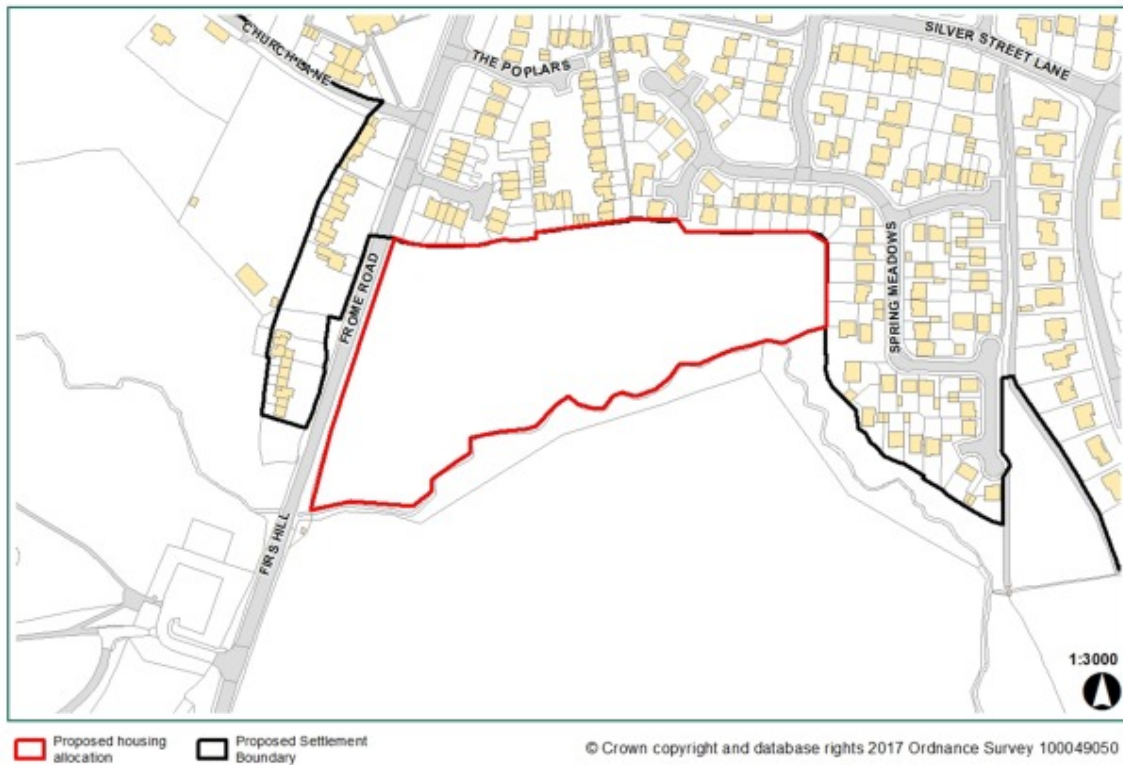 CHURCH LANE
THE POPLARS
SILVER STREET LANE
FROME ROAD
SPRING MEADOWS
FIRS HILL
1:3000
Proposed housing
allocation
Proposed Settlement
Boundary
© Crown copyright and database rights 2017 Ordnance Survey 100049050